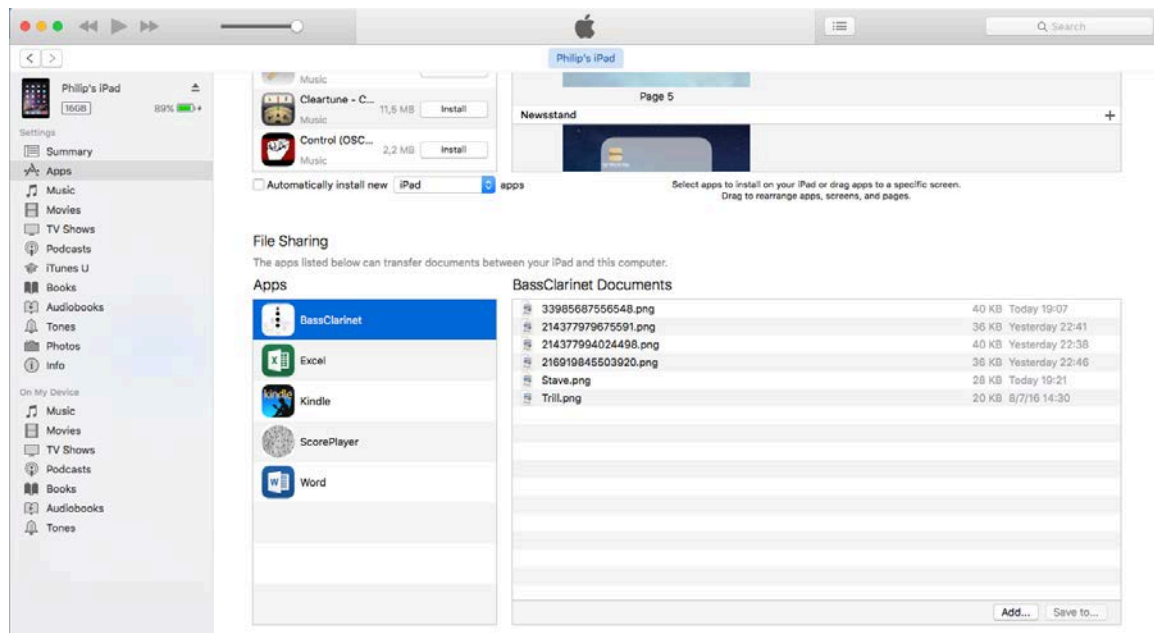 Search
Philip's iPad
Philip's iPad
16GB 89%
Settings
Summary
Apps
Music
Movies
TV Shows
Podcasts
iTunes U
Books
Audiobooks
Tones
Photos
Info
On My Device
Music
Movies
TV Shows
Podcasts
Books
Audiobooks
Tones
Music
Cleartune - C...
Music
11,5 MB Install
Control (OSC...
Music
2,2 MB Install
Automatically install new iPad apps
Page 5
Newsstand
Select apps to install on your iPad or drag apps to a specific screen.
Drag to rearrange apps, screens, and pages.
File Sharing
The apps listed below can transfer documents between your iPad and this computer.
Apps
BassClarinet
Excel
kindle
Kindle
ScorePlayer
Word
BassClarinet Documents
33985687556548.png 40 KB Today 19:07
214377979675591.png 36 KB Yesterday 22:41
214377994024498.png 40 KB Yesterday 22:38
216919845503920.png 36 KB Yesterday 22:46
Stave.png 28 KB Today 19:21
Trill.png 20 KB 8/7/16 14:30
Add... Save to...